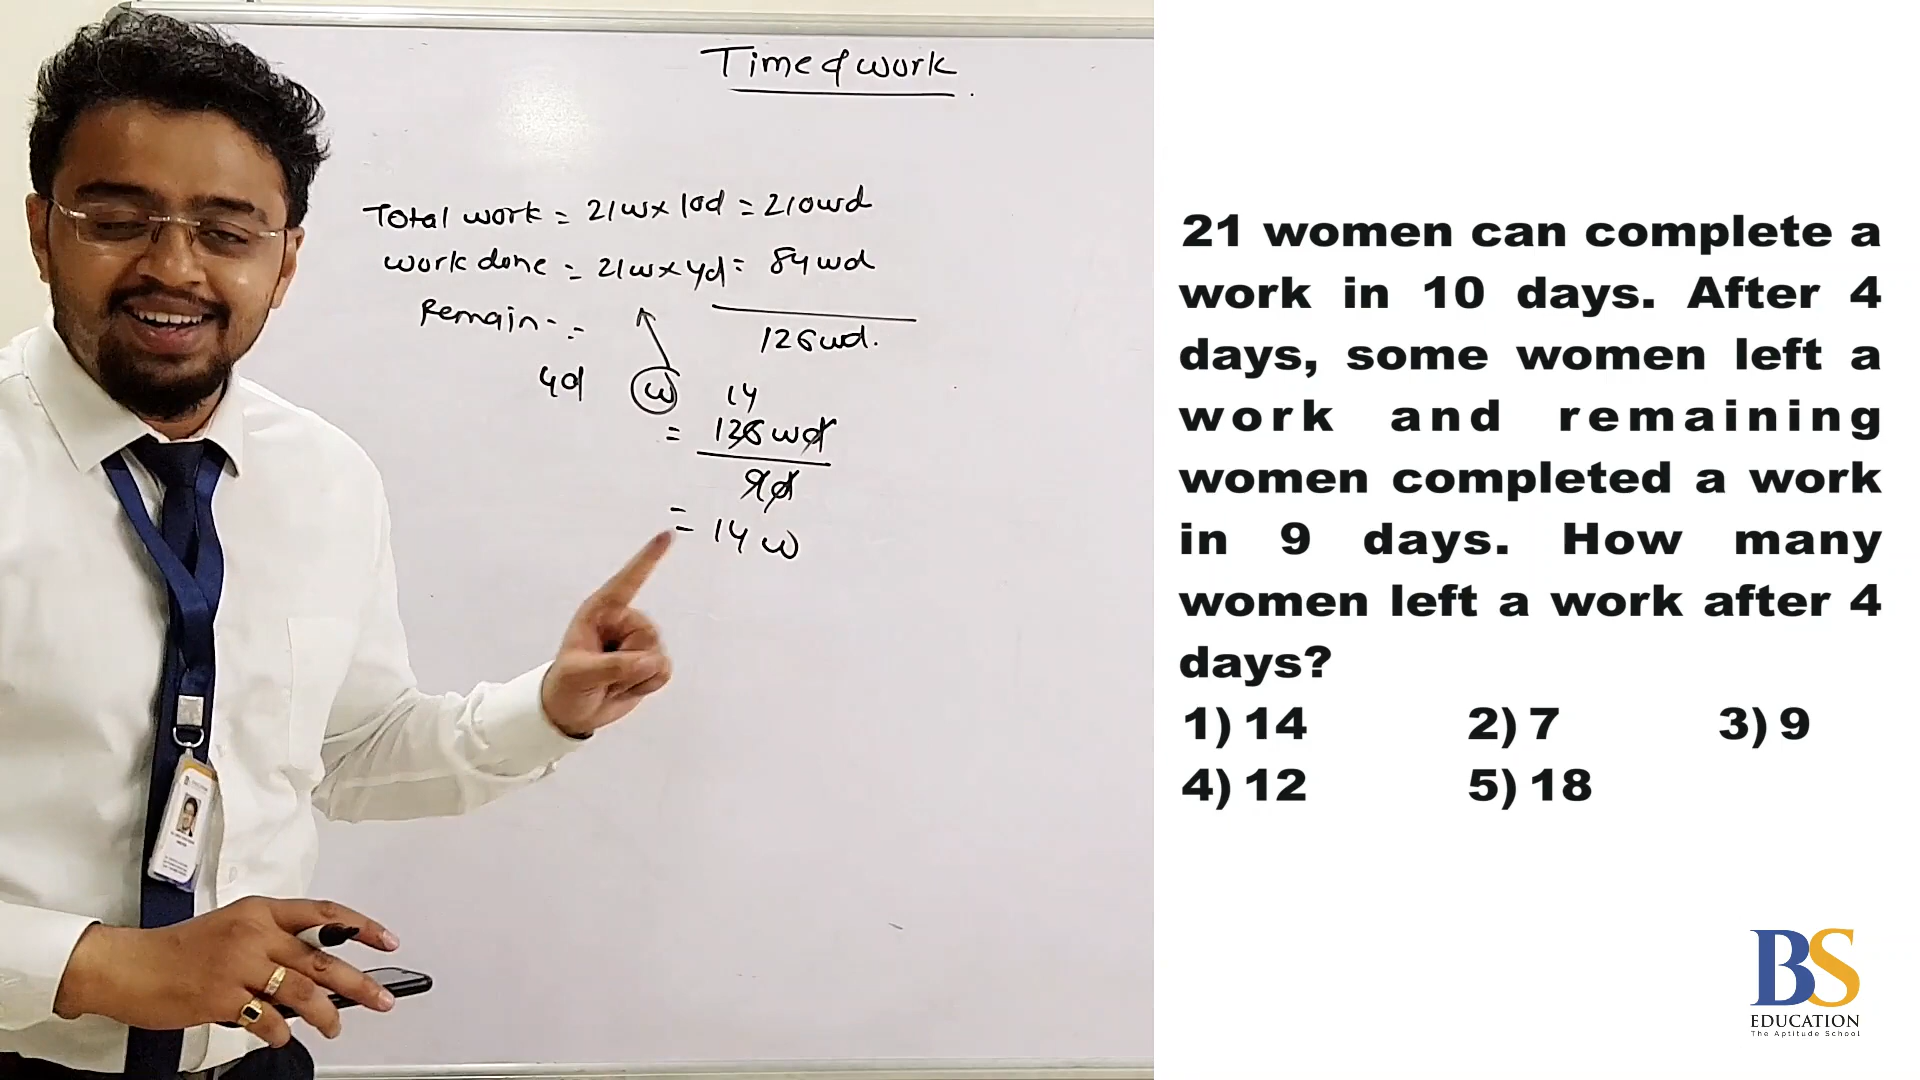 Time & work
Total work = 21w x 10d = 210wd
work done = 21w x 4d = 84wd
Remain- =
126wd.
4d w 14
= 126wd
9d
= 14 w
21 women can complete a
work in 10 days. After 4
days, some women left a
work and remaining
women completed a work
in 9 days. How many
women left a work after 4
days?
1) 14 2) 7 3) 9
4) 12 5) 18
BS
EDUCATION
The Aptitude School